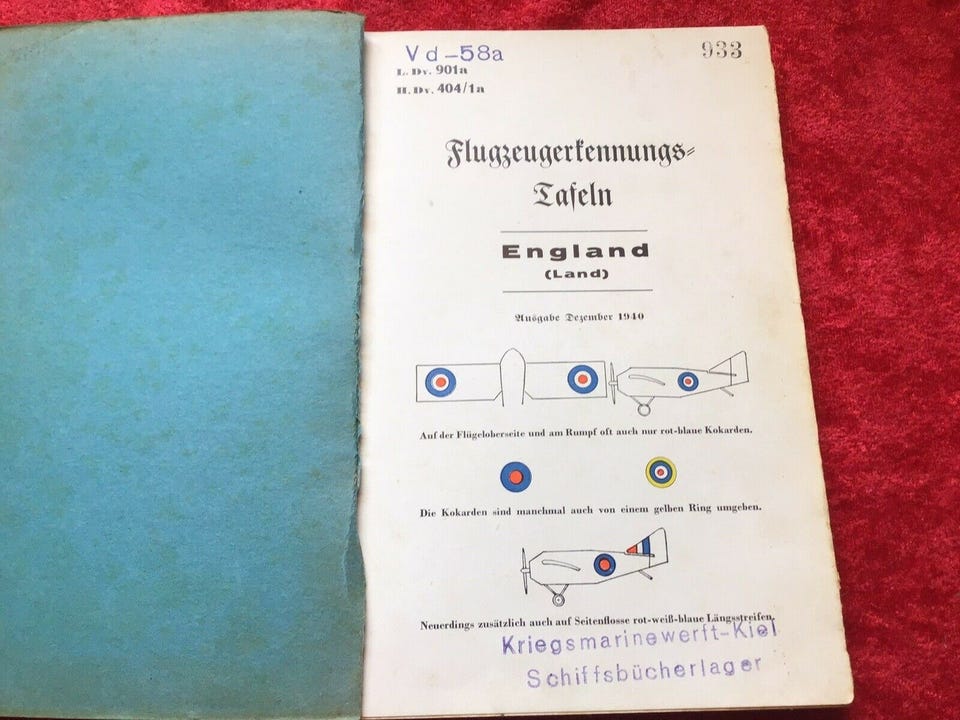 Vd-58a
933
L. Dv. 901a
H. Dv. 404/1a
Flugzeugerkennungs-
Tafeln
England
(Land)
Ausgabe Dezember 1940
Auf der Flügeloberseite und am Rumpf oft auch nur rot-blaue Kokarden.
Die Kokarden sind manchmal auch von einem gelben Ring umgeben.
Neuerdings zusätzlich auch auf Seitenflosse rot-weiß-blaue Längsstreifen.
Kriegsmarinewerft-Kiel
Schiffsbücherlager